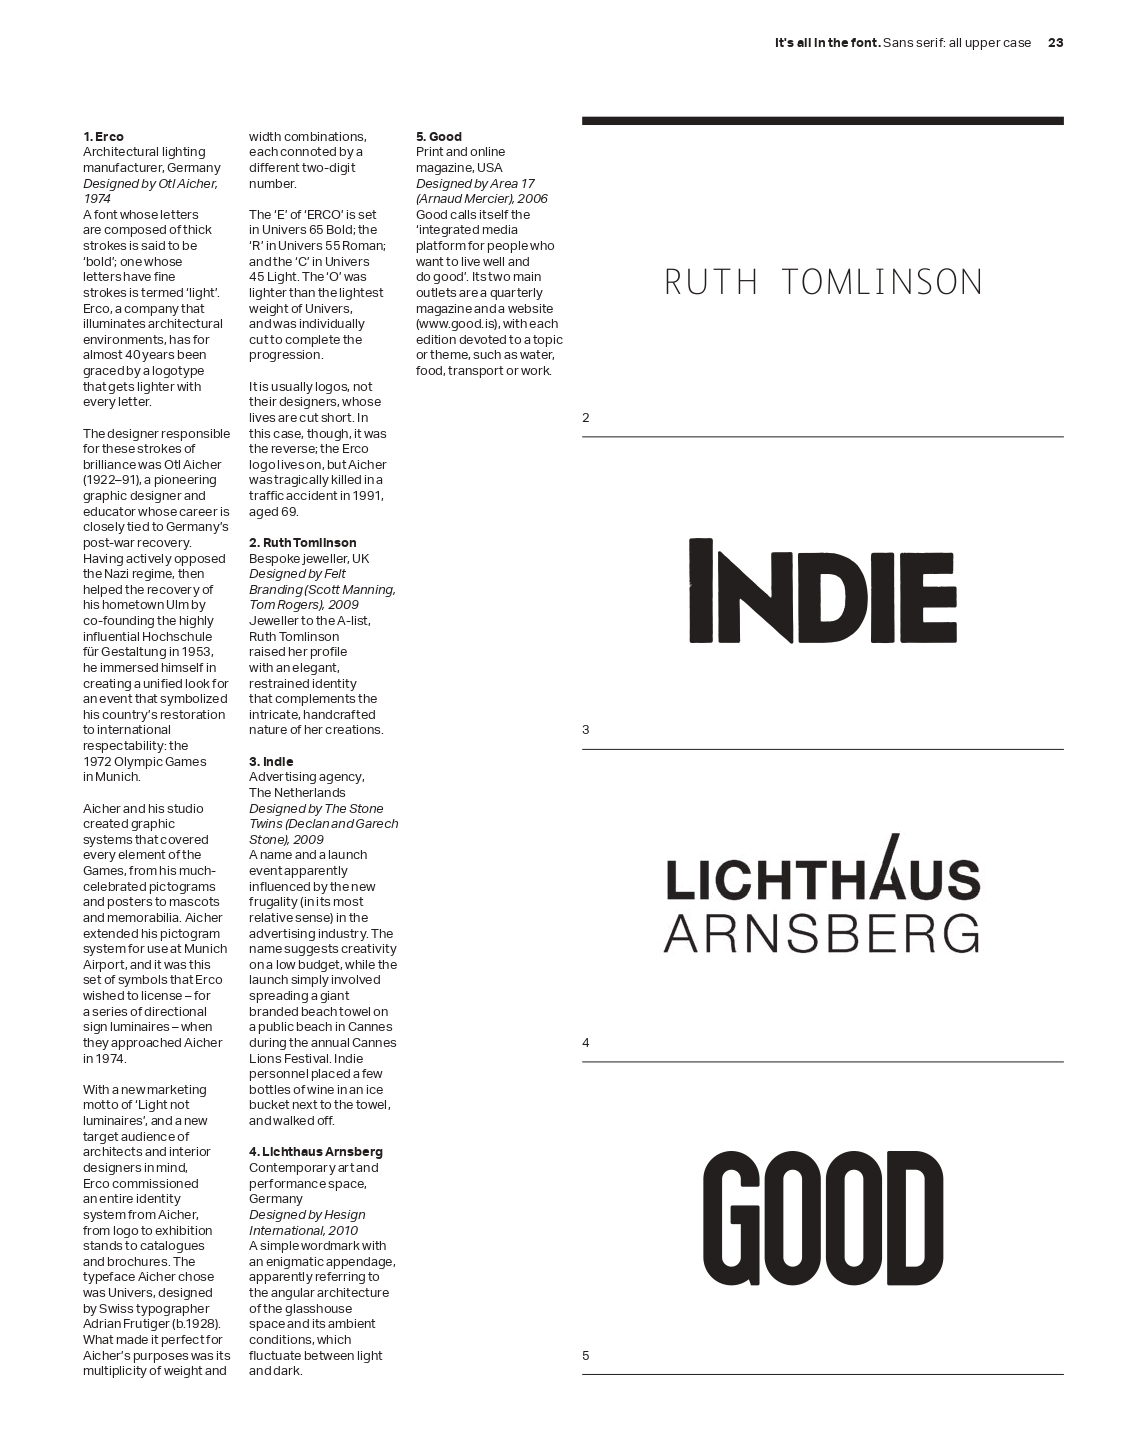 It's all in the font. Sans serif: all upper case 23
1. Erco
Architectural lighting
manufacturer, Germany
Designed by Otl Aicher,
1974
A font whose letters
are composed of thick
strokes is said to be
‘bold’; one whose
letters have fine
strokes is termed ‘light’.
Erco, a company that
illuminates architectural
environments, has for
almost 40 years been
graced by a logotype
that gets lighter with
every letter.
The designer responsible
for these strokes of
brilliance was Otl Aicher
(1922–91), a pioneering
graphic designer and
educator whose career is
closely tied to Germany’s
post-war recovery.
Having actively opposed
the Nazi regime, then
helped the recovery of
his hometown Ulm by
co-founding the highly
influential Hochschule
für Gestaltung in 1953,
he immersed himself in
creating a unified look for
an event that symbolized
his country’s restoration
to international
respectability: the
1972 Olympic Games
in Munich.
Aicher and his studio
created graphic
systems that covered
every element of the
Games, from his much-
celebrated pictograms
and posters to mascots
and memorabilia. Aicher
extended his pictogram
system for use at Munich
Airport, and it was this
set of symbols that Erco
wished to license – for
a series of directional
sign luminaires – when
they approached Aicher
in 1974.
With a new marketing
motto of ‘Light not
luminaires’, and a new
target audience of
architects and interior
designers in mind,
Erco commissioned
an entire identity
system from Aicher,
from logo to exhibition
stands to catalogues
and brochures. The
typeface Aicher chose
was Univers, designed
by Swiss typographer
Adrian Frutiger (b.1928).
What made it perfect for
Aicher’s purposes was its
multiplicity of weight and
width combinations,
each connoted by a
different two-digit
number.
The ‘E’ of ‘ERCO’ is set
in Univers 65 Bold; the
‘R’ in Univers 55 Roman;
and the ‘C’ in Univers
45 Light. The ‘O’ was
lighter than the lightest
weight of Univers,
and was individually
cut to complete the
progression.
It is usually logos, not
their designers, whose
lives are cut short. In
this case, though, it was
the reverse; the Erco
logo lives on, but Aicher
was tragically killed in a
traffic accident in 1991,
aged 69.
2. Ruth Tomlinson
Bespoke jeweller, UK
Designed by Felt
Branding (Scott Manning,
Tom Rogers), 2009
Jeweller to the A-list,
Ruth Tomlinson
raised her profile
with an elegant,
restrained identity
that complements the
intricate, handcrafted
nature of her creations.
3. Indie
Advertising agency,
The Netherlands
Designed by The Stone
Twins (Declan and Garech
Stone), 2009
A name and a launch
event apparently
influenced by the new
frugality (in its most
relative sense) in the
advertising industry. The
name suggests creativity
on a low budget, while the
launch simply involved
spreading a giant
branded beach towel on
a public beach in Cannes
during the annual Cannes
Lions Festival. Indie
personnel placed a few
bottles of wine in an ice
bucket next to the towel,
and walked off.
4. Lichthaus Arnsberg
Contemporary art and
performance space,
Germany
Designed by Hesign
International, 2010
A simple wordmark with
an enigmatic appendage,
apparently referring to
the angular architecture
of the glasshouse
space and its ambient
conditions, which
fluctuate between light
and dark.
5. Good
Print and online
magazine, USA
Designed by Area 17
(Arnaud Mercier), 2006
Good calls itself the
‘integrated media
platform for people who
want to live well and
do good’. Its two main
outlets are a quarterly
magazine and a website
(www.good.is), with each
edition devoted to a topic
or theme, such as water,
food, transport or work.
RUTH TOMLINSON
2
INDIE
3
LICHTHAUS
ARNSBERG
4
GOOD
5